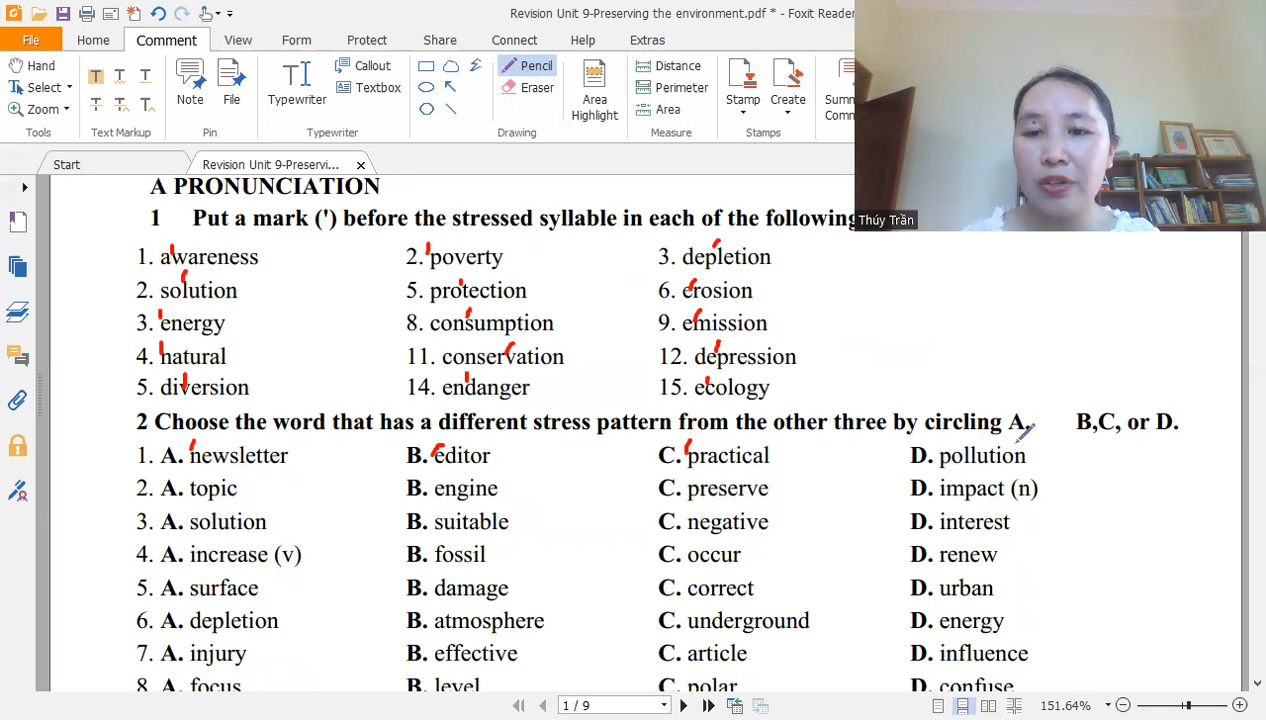 Revision Unit 9-Preserving the environment.pdf * - Foxit Reader
File Home Comment View Form Protect Share Connect Help Extras
Hand Callout Pencil Distance
Select Textbox Eraser Perimeter
Zoom Note File Typewriter Area Highlight Area Stamp Create Summ Comm
Tools Text Markup Pin Typewriter Drawing Measure Stamps
Start Revision Unit 9-Preservi...
Thúy Trần
A PRONUNCIATION
1 Put a mark (') before the stressed syllable in each of the following
1. awareness 2. poverty 3. depletion
2. solution 5. protection 6. erosion
3. energy 8. consumption 9. emission
4. natural 11. conservation 12. depression
5. diversion 14. endanger 15. ecology
2 Choose the word that has a different stress pattern from the other three by circling A. B,C, or D.
1. A. newsletter B. editor C. practical D. pollution
2. A. topic B. engine C. preserve D. impact (n)
3. A. solution B. suitable C. negative D. interest
4. A. increase (v) B. fossil C. occur D. renew
5. A. surface B. damage C. correct D. urban
6. A. depletion B. atmosphere C. underground D. energy
7. A. injury B. effective C. article D. influence
8. A. focus B. level C. polar D. confuse
1 / 9 151.64%